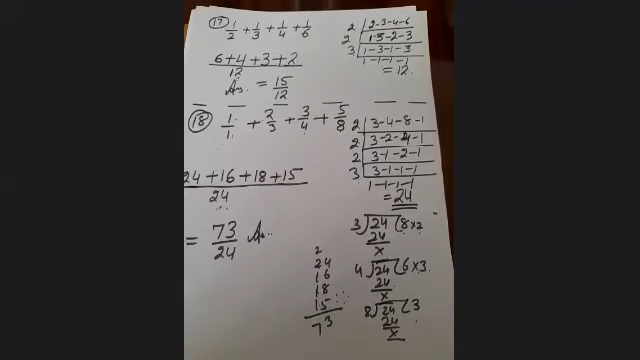 17 1/2 + 1/3 + 1/4 + 1/6
6+4+3+2
12
As. = 15/12
2 | 2-3-4-6
2 | 1-3-2-3
3 | 1-3-1-3
1-1-1-1
= 12
18 1/1 + 2/3 + 3/4 + 5/8
24+16+18+15
24
= 73/24 As.
2 | 3-4-8-1
2 | 3-2-4-1
2 | 3-1-2-1
3 | 3-1-1-1
1-1-1-1
= 24
3 ) 24 ( 8×2
24
x
4 ) 24 ( 6×3
24
x
8 ) 24 ( 3
24
x
2
24
16
18
15
73